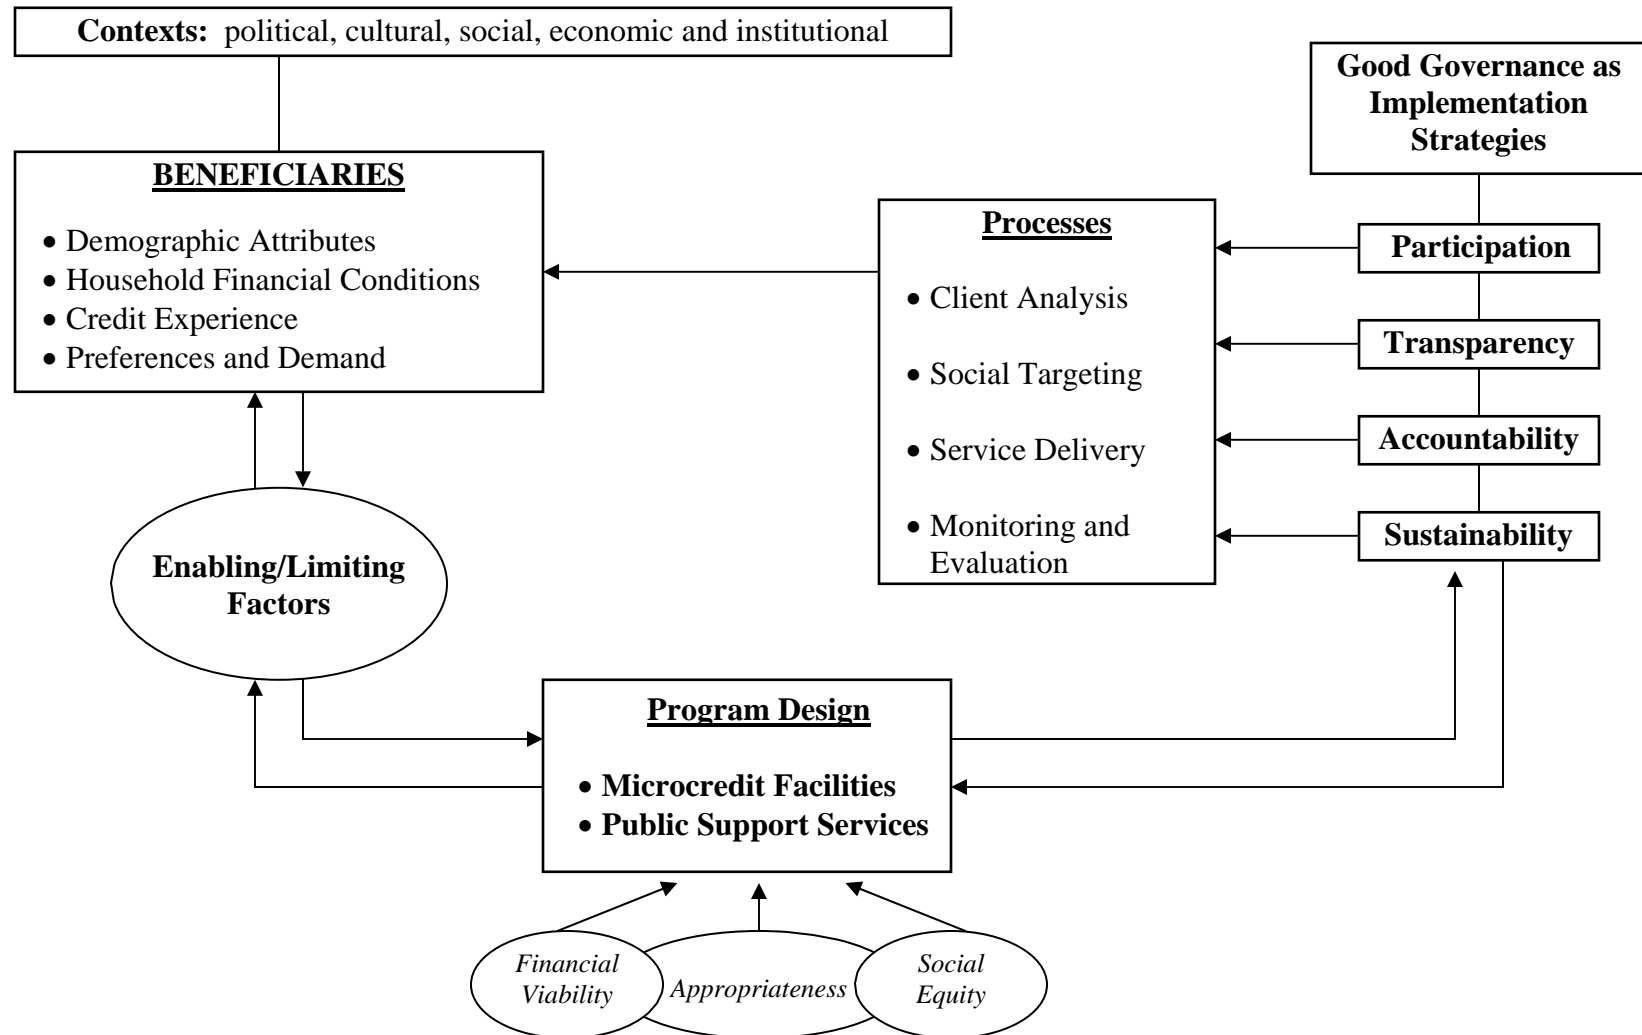 Contexts: political, cultural, social, economic and institutional
Good Governance as
Implementation
Strategies
BENEFICIARIES
• Demographic Attributes
• Household Financial Conditions
• Credit Experience
• Preferences and Demand
Processes
• Client Analysis
• Social Targeting
• Service Delivery
• Monitoring and
Evaluation
Participation
Transparency
Accountability
Sustainability
Enabling/Limiting
Factors
Program Design
• Microcredit Facilities
• Public Support Services
Financial
Viability
Appropriateness
Social
Equity